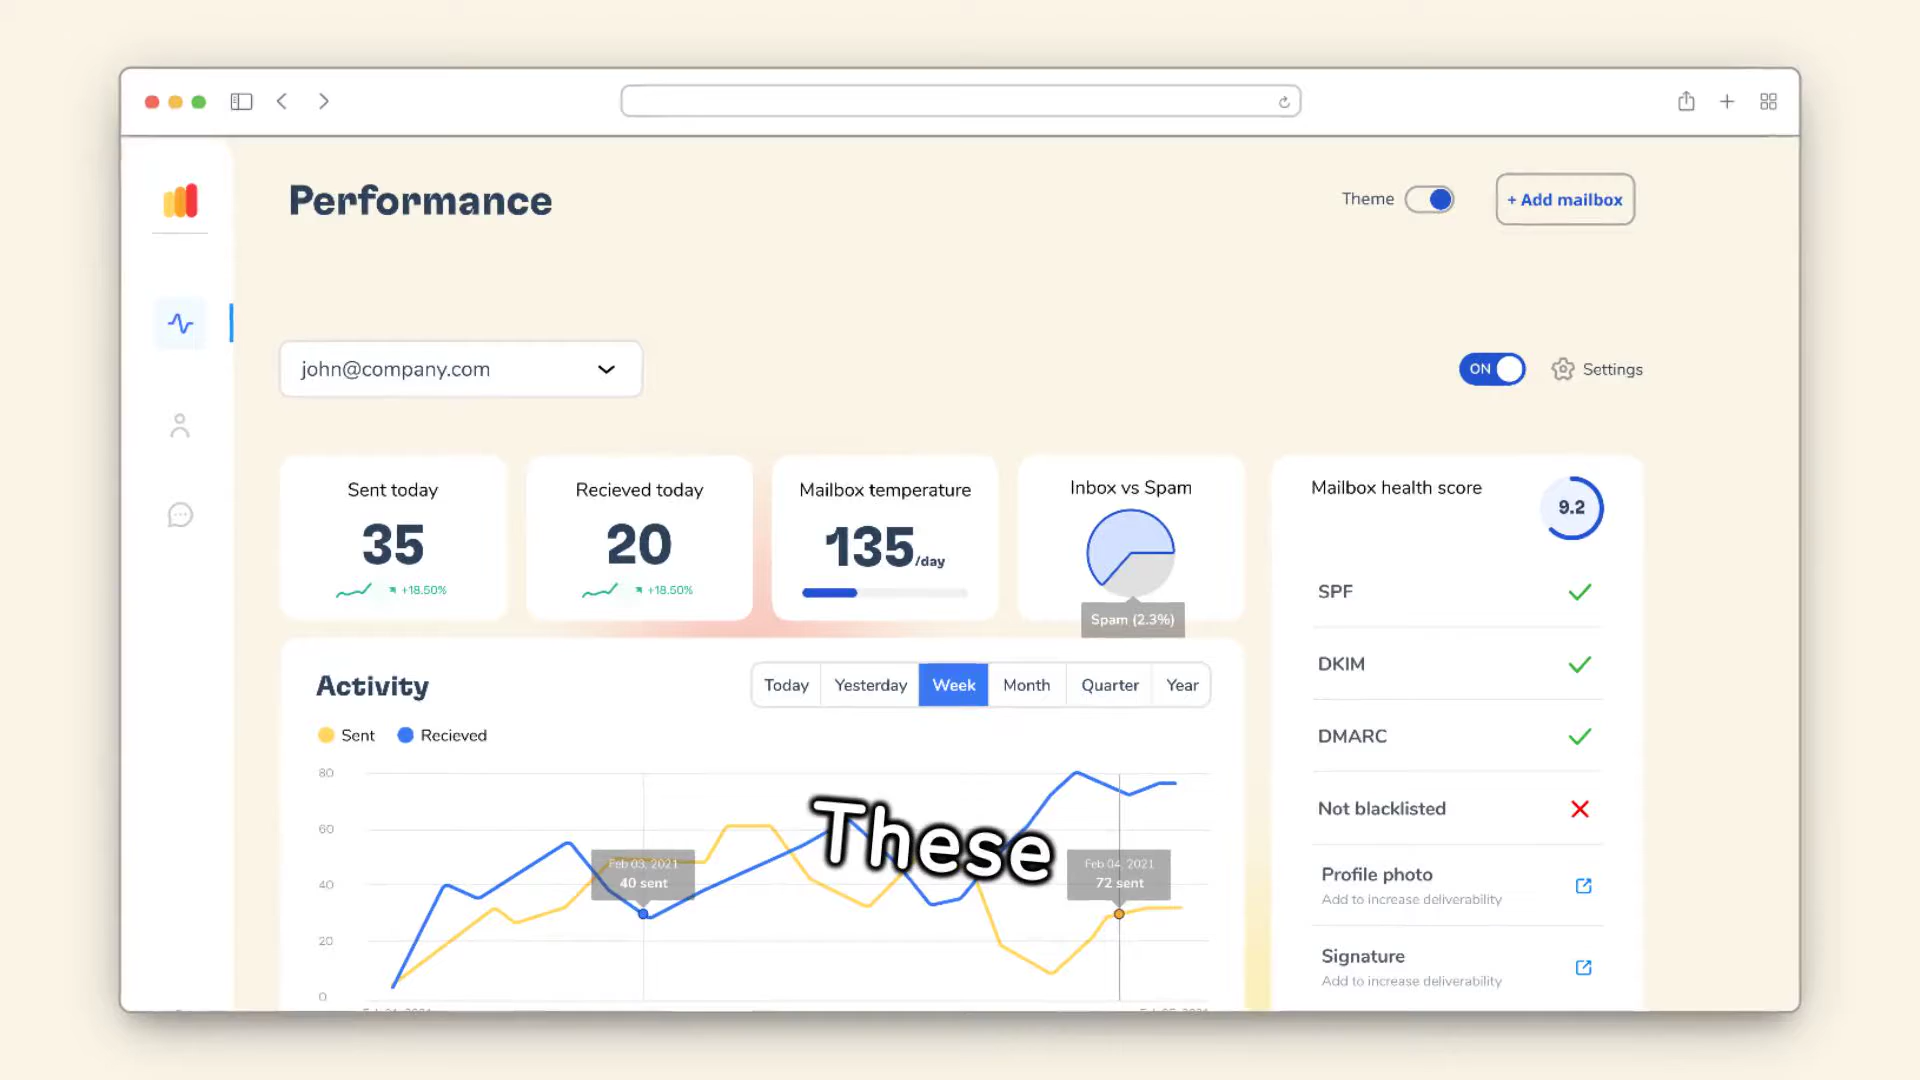 Performance
Theme
+ Add mailbox
john@company.com
ON
Settings
Sent today
35
+18.50%
Recieved today
20
+18.50%
Mailbox temperature
135/day
Inbox vs Spam
Spam (2.3%)
Mailbox health score
9.2
SPF
DKIM
DMARC
Not blacklisted
Profile photo
Add to increase deliverability
Signature
Add to increase deliverability
Activity
Today Yesterday Week Month Quarter Year
Sent Recieved
80
60
40
20
0
Feb 03, 2021
40 sent
These
Feb 04, 2021
72 sent